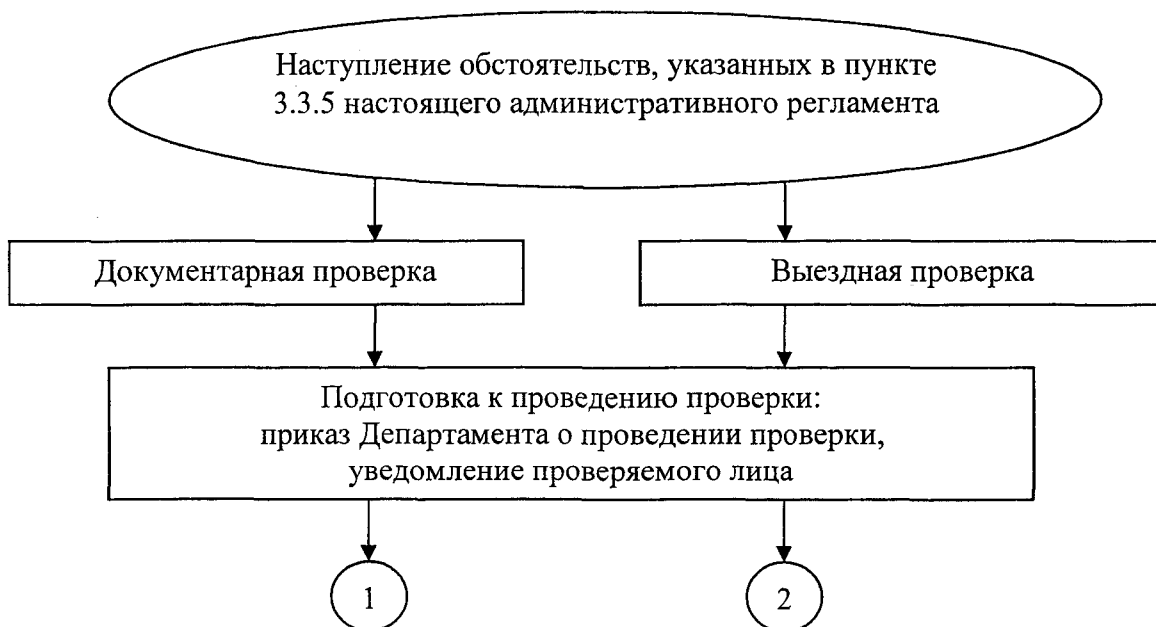 Наступление обстоятельств, указанных в пункте
3.3.5 настоящего административного регламента
Документарная проверка
Выездная проверка
Подготовка к проведению проверки:
приказ Департамента о проведении проверки,
уведомление проверяемого лица
1
2